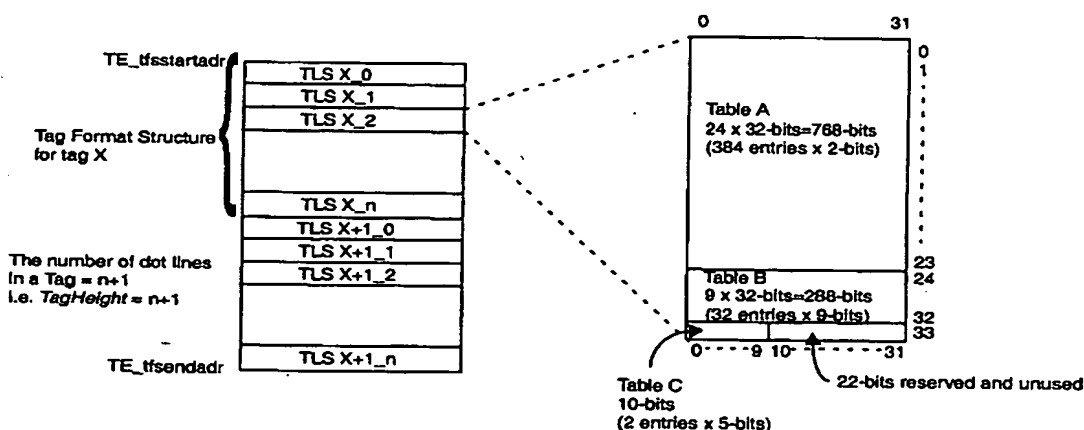 TE_tfsstartadr
TLS X_0
TLS X_1
TLS X_2
Tag Format Structure
for tag X
TLS X_n
TLS X+1_0
TLS X+1_1
TLS X+1_2
The number of dot lines
in a Tag = n+1
i.e. TagHeight = n+1
TLS X+1_n
TE_tfsendadr
0 31
0
1
Table A
24 x 32-bits=768-bits
(384 entries x 2-bits)
23
24
Table B
9 x 32-bits=288-bits
(32 entries x 9-bits)
32
33
0 9 10 31
Table C
10-bits
(2 entries x 5-bits)
22-bits reserved and unused